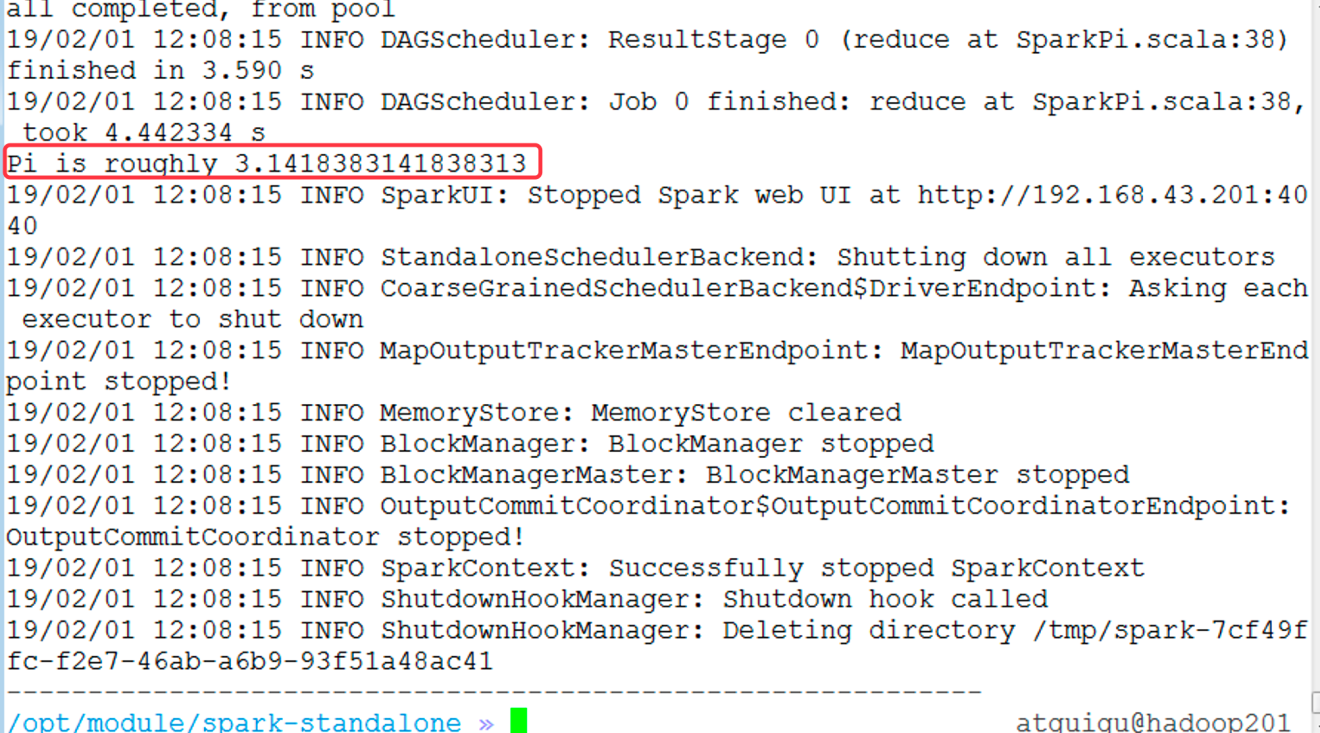 all completed, from pool
19/02/01 12:08:15 INFO DAGScheduler: ResultStage 0 (reduce at SparkPi.scala:38)
finished in 3.590 s
19/02/01 12:08:15 INFO DAGScheduler: Job 0 finished: reduce at SparkPi.scala:38,
 took 4.442334 s
Pi is roughly 3.1418383141838313
19/02/01 12:08:15 INFO SparkUI: Stopped Spark web UI at http://192.168.43.201:40
40
19/02/01 12:08:15 INFO StandaloneSchedulerBackend: Shutting down all executors
19/02/01 12:08:15 INFO CoarseGrainedSchedulerBackend$DriverEndpoint: Asking each
 executor to shut down
19/02/01 12:08:15 INFO MapOutputTrackerMasterEndpoint: MapOutputTrackerMasterEnd
point stopped!
19/02/01 12:08:15 INFO MemoryStore: MemoryStore cleared
19/02/01 12:08:15 INFO BlockManager: BlockManager stopped
19/02/01 12:08:15 INFO BlockManagerMaster: BlockManagerMaster stopped
19/02/01 12:08:15 INFO OutputCommitCoordinator$OutputCommitCoordinatorEndpoint:
OutputCommitCoordinator stopped!
19/02/01 12:08:15 INFO SparkContext: Successfully stopped SparkContext
19/02/01 12:08:15 INFO ShutdownHookManager: Shutdown hook called
19/02/01 12:08:15 INFO ShutdownHookManager: Deleting directory /tmp/spark-7cf49f
fc-f2e7-46ab-a6b9-93f51a48ac41
------------------------------------------------------------
/opt/module/spark-standalone » atguigu@hadoop201